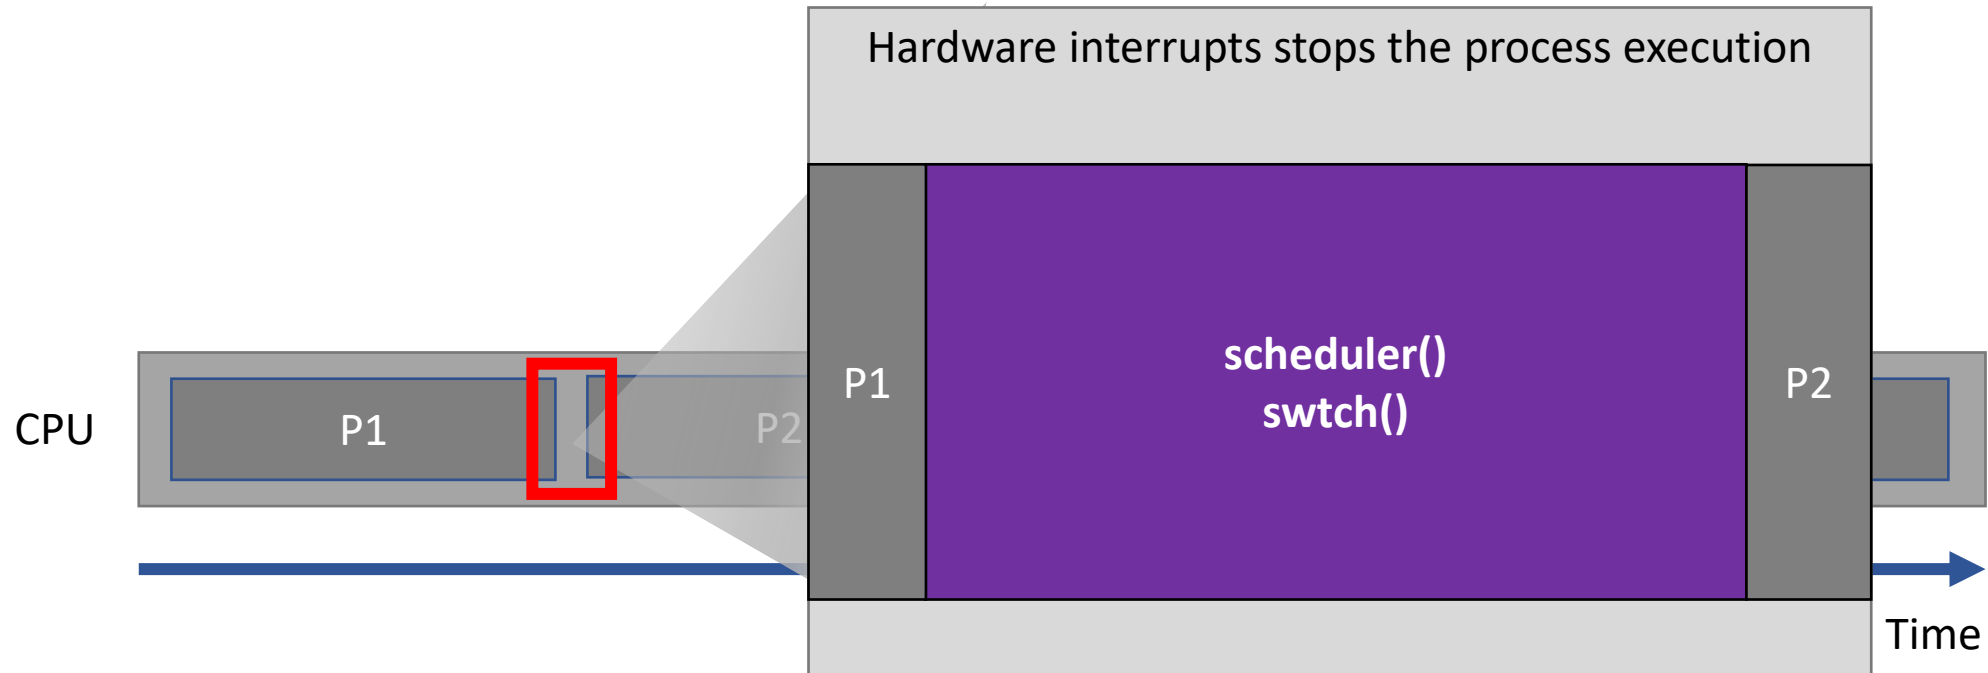 Hardware interrupts stops the process execution
CPU
P1
P2
P1
scheduler()
swtch()
P2
Time